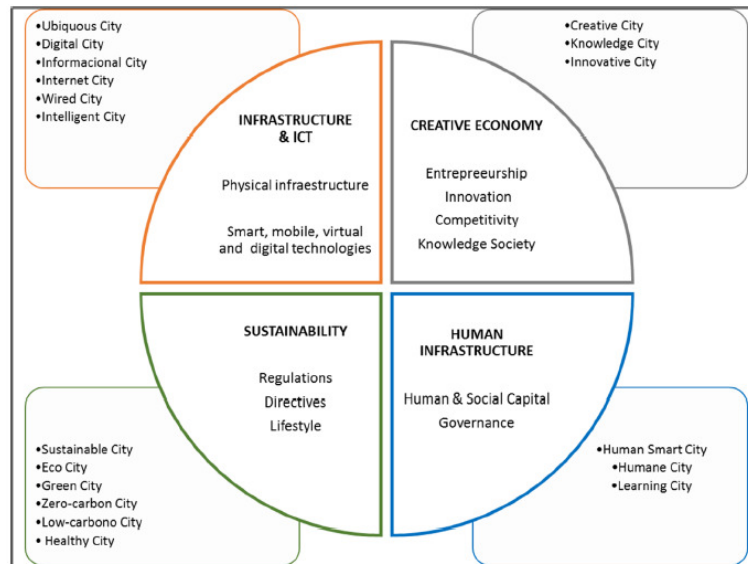 •Ubiquous City
•Digital City
•Informacional City
•Internet City
•Wired City
•Intelligent City
•Creative City
•Knowledge City
•Innovative City
INFRASTRUCTURE
& ICT
Physical infraestructure
Smart, mobile, virtual
and digital technologies
CREATIVE ECONOMY
Entrepreeurship
Innovation
Competitivity
Knowledge Society
SUSTAINABILITY
Regulations
Directives
Lifestyle
HUMAN
INFRASTRUCTURE
Human & Social Capital
Governance
•Sustainable City
•Eco City
•Green City
•Zero-carbon City
•Low-carbono City
• Healthy City
•Human Smart City
•Humane City
•Learning City